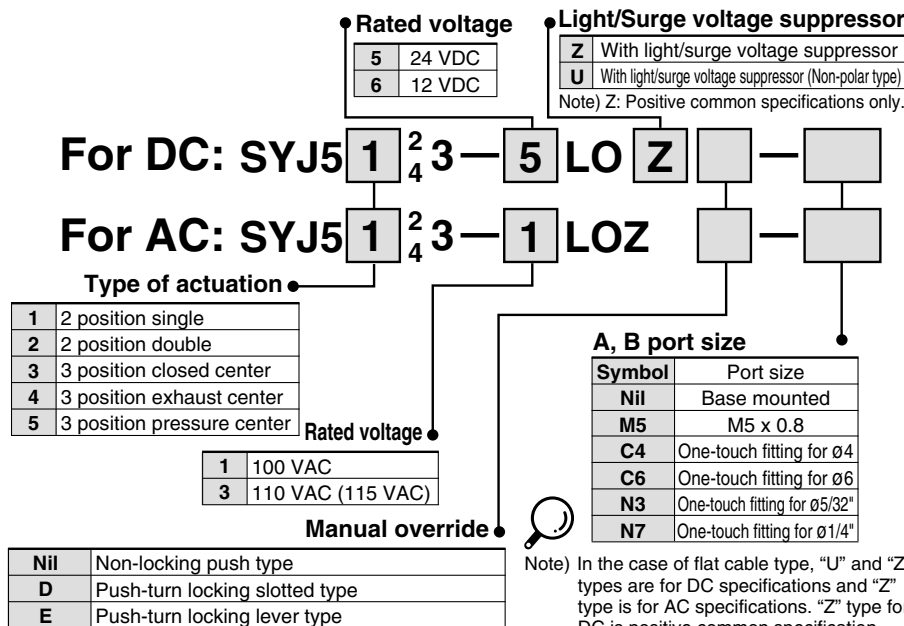 Rated voltage
5 24 VDC
6 12 VDC
Light/Surge voltage suppressor
Z With light/surge voltage suppressor
U With light/surge voltage suppressor (Non-polar type)
Note) Z: Positive common specifications only.
For DC: SYJ5 1 2 4 3 — 5 LO Z —
For AC: SYJ5 1 2 4 3 — 1 LOZ —
Type of actuation
1 2 position single
2 2 position double
3 3 position closed center
4 3 position exhaust center
5 3 position pressure center
Rated voltage
1 100 VAC
3 110 VAC (115 VAC)
A, B port size
Symbol Port size
Nil Base mounted
M5 M5 x 0.8
C4 One-touch fitting for ø4
C6 One-touch fitting for ø6
N3 One-touch fitting for ø5/32"
N7 One-touch fitting for ø1/4"
Manual override
Nil Non-locking push type
D Push-turn locking slotted type
E Push-turn locking lever type
Note) In the case of flat cable type, “U” and “Z
types are for DC specifications and “Z”
type is for AC specifications. “Z” type for
DC is positive common specification